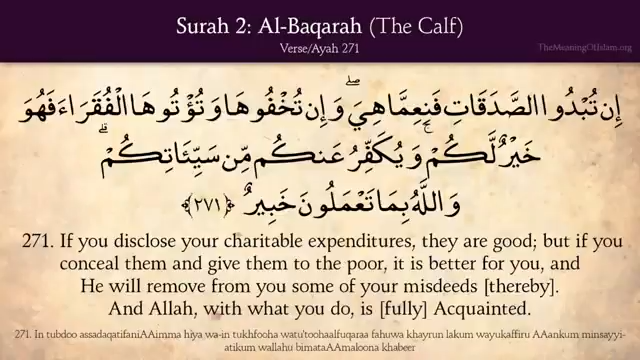 Surah 2: Al-Baqarah (The Calf)
Verse/Ayah 271
TheMeaningOfIslam.org
إِن تُبْدُوا الصَّدَقَاتِ فَنِعِمَّا هِيَ ۖ وَإِن تُخْفُوهَا وَتُؤْتُوهَا الْفُقَرَاءَ فَهُوَ
خَيْرٌ لَّكُمْ ۚ وَيُكَفِّرُ عَنكُم مِّن سَيِّئَاتِكُمْ ۗ
وَاللَّهُ بِمَا تَعْمَلُونَ خَبِيرٌ ﴿٢٧١﴾
271. If you disclose your charitable expenditures, they are good; but if you
conceal them and give them to the poor, it is better for you, and
He will remove from you some of your misdeeds [thereby].
And Allah, with what you do, is [fully] Acquainted.
271. In tubdoo assadaqatifaniAAimma hiya wa-in tukhfooha watu'toohaalfuqaraa fahuwa khayrun lakum wayukaffiru AAankum minsayyi-
atikum wallahu bimataAAmaloona khabeer